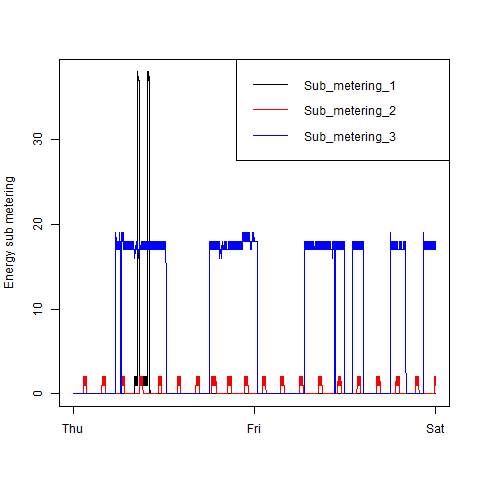 Sub_metering_1
Sub_metering_2
Sub_metering_3
Energy sub metering
30
20
10
0
Thu
Fri
Sat